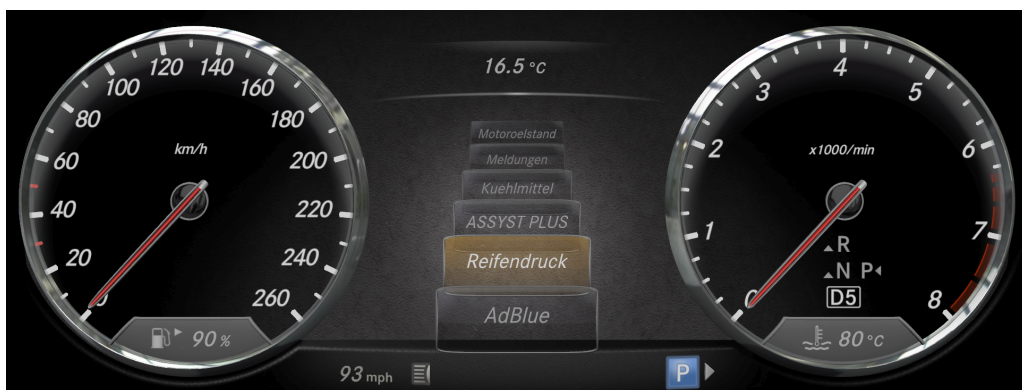 120 140
100 160
80 180
60 200
40 220
20 240
0 260
km/h
90 %
16.5 °C
Motoroelstand
Meldungen
Kuehlmittel
ASSYST PLUS
Reifendruck
AdBlue
93 mph
P
4
3 5
2 6
1 7
0 8
x1000/min
R
N P
D5
80 °C